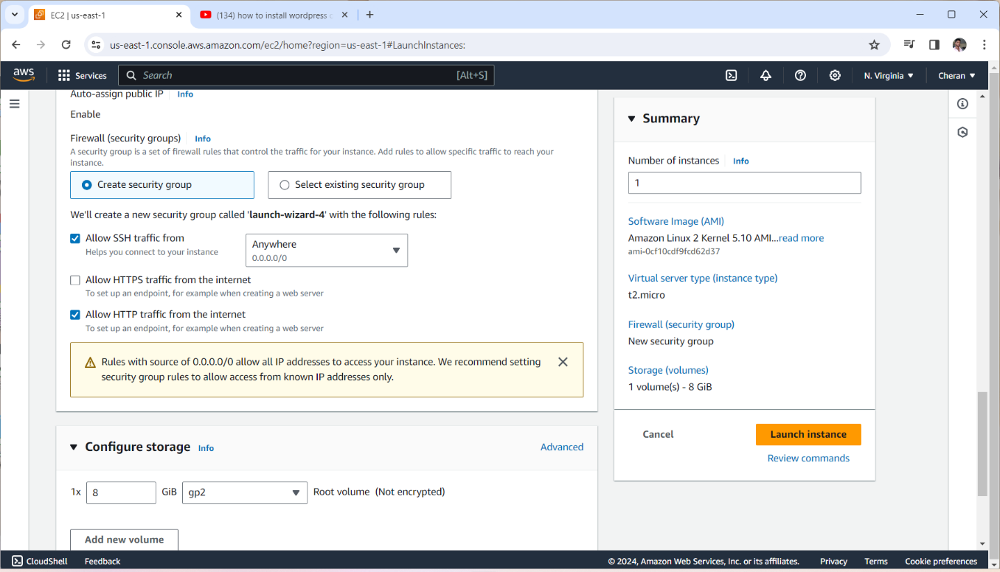 EC2 | us-east-1
(134) how to install wordpress
us-east-1.console.aws.amazon.com/ec2/home?region=us-east-1#LaunchInstances:
aws
Services
Search
[Alt+S]
N. Virginia
Cheran
Auto-assign public IP
Info
Enable
Firewall (security groups)
Info
A security group is a set of firewall rules that control the traffic for your instance. Add rules to allow specific traffic to reach your
instance.
Create security group
Select existing security group
We'll create a new security group called 'launch-wizard-4' with the following rules:
Allow SSH traffic from
Helps you connect to your instance
Anywhere
0.0.0.0/0
Allow HTTPS traffic from the internet
To set up an endpoint, for example when creating a web server
Allow HTTP traffic from the internet
To set up an endpoint, for example when creating a web server
Rules with source of 0.0.0.0/0 allow all IP addresses to access your instance. We recommend setting
security group rules to allow access from known IP addresses only.
Configure storage
Info
Advanced
1x
8
GiB
gp2
Root volume (Not encrypted)
Add new volume
Summary
Number of instances
Info
1
Software Image (AMI)
Amazon Linux 2 Kernel 5.10 AMI...read more
ami-0cf10cdf9fcd62d37
Virtual server type (instance type)
t2.micro
Firewall (security group)
New security group
Storage (volumes)
1 volume(s) - 8 GiB
Cancel
Launch instance
Review commands
CloudShell
Feedback
© 2024, Amazon Web Services, Inc. or its affiliates.
Privacy
Terms
Cookie preferences